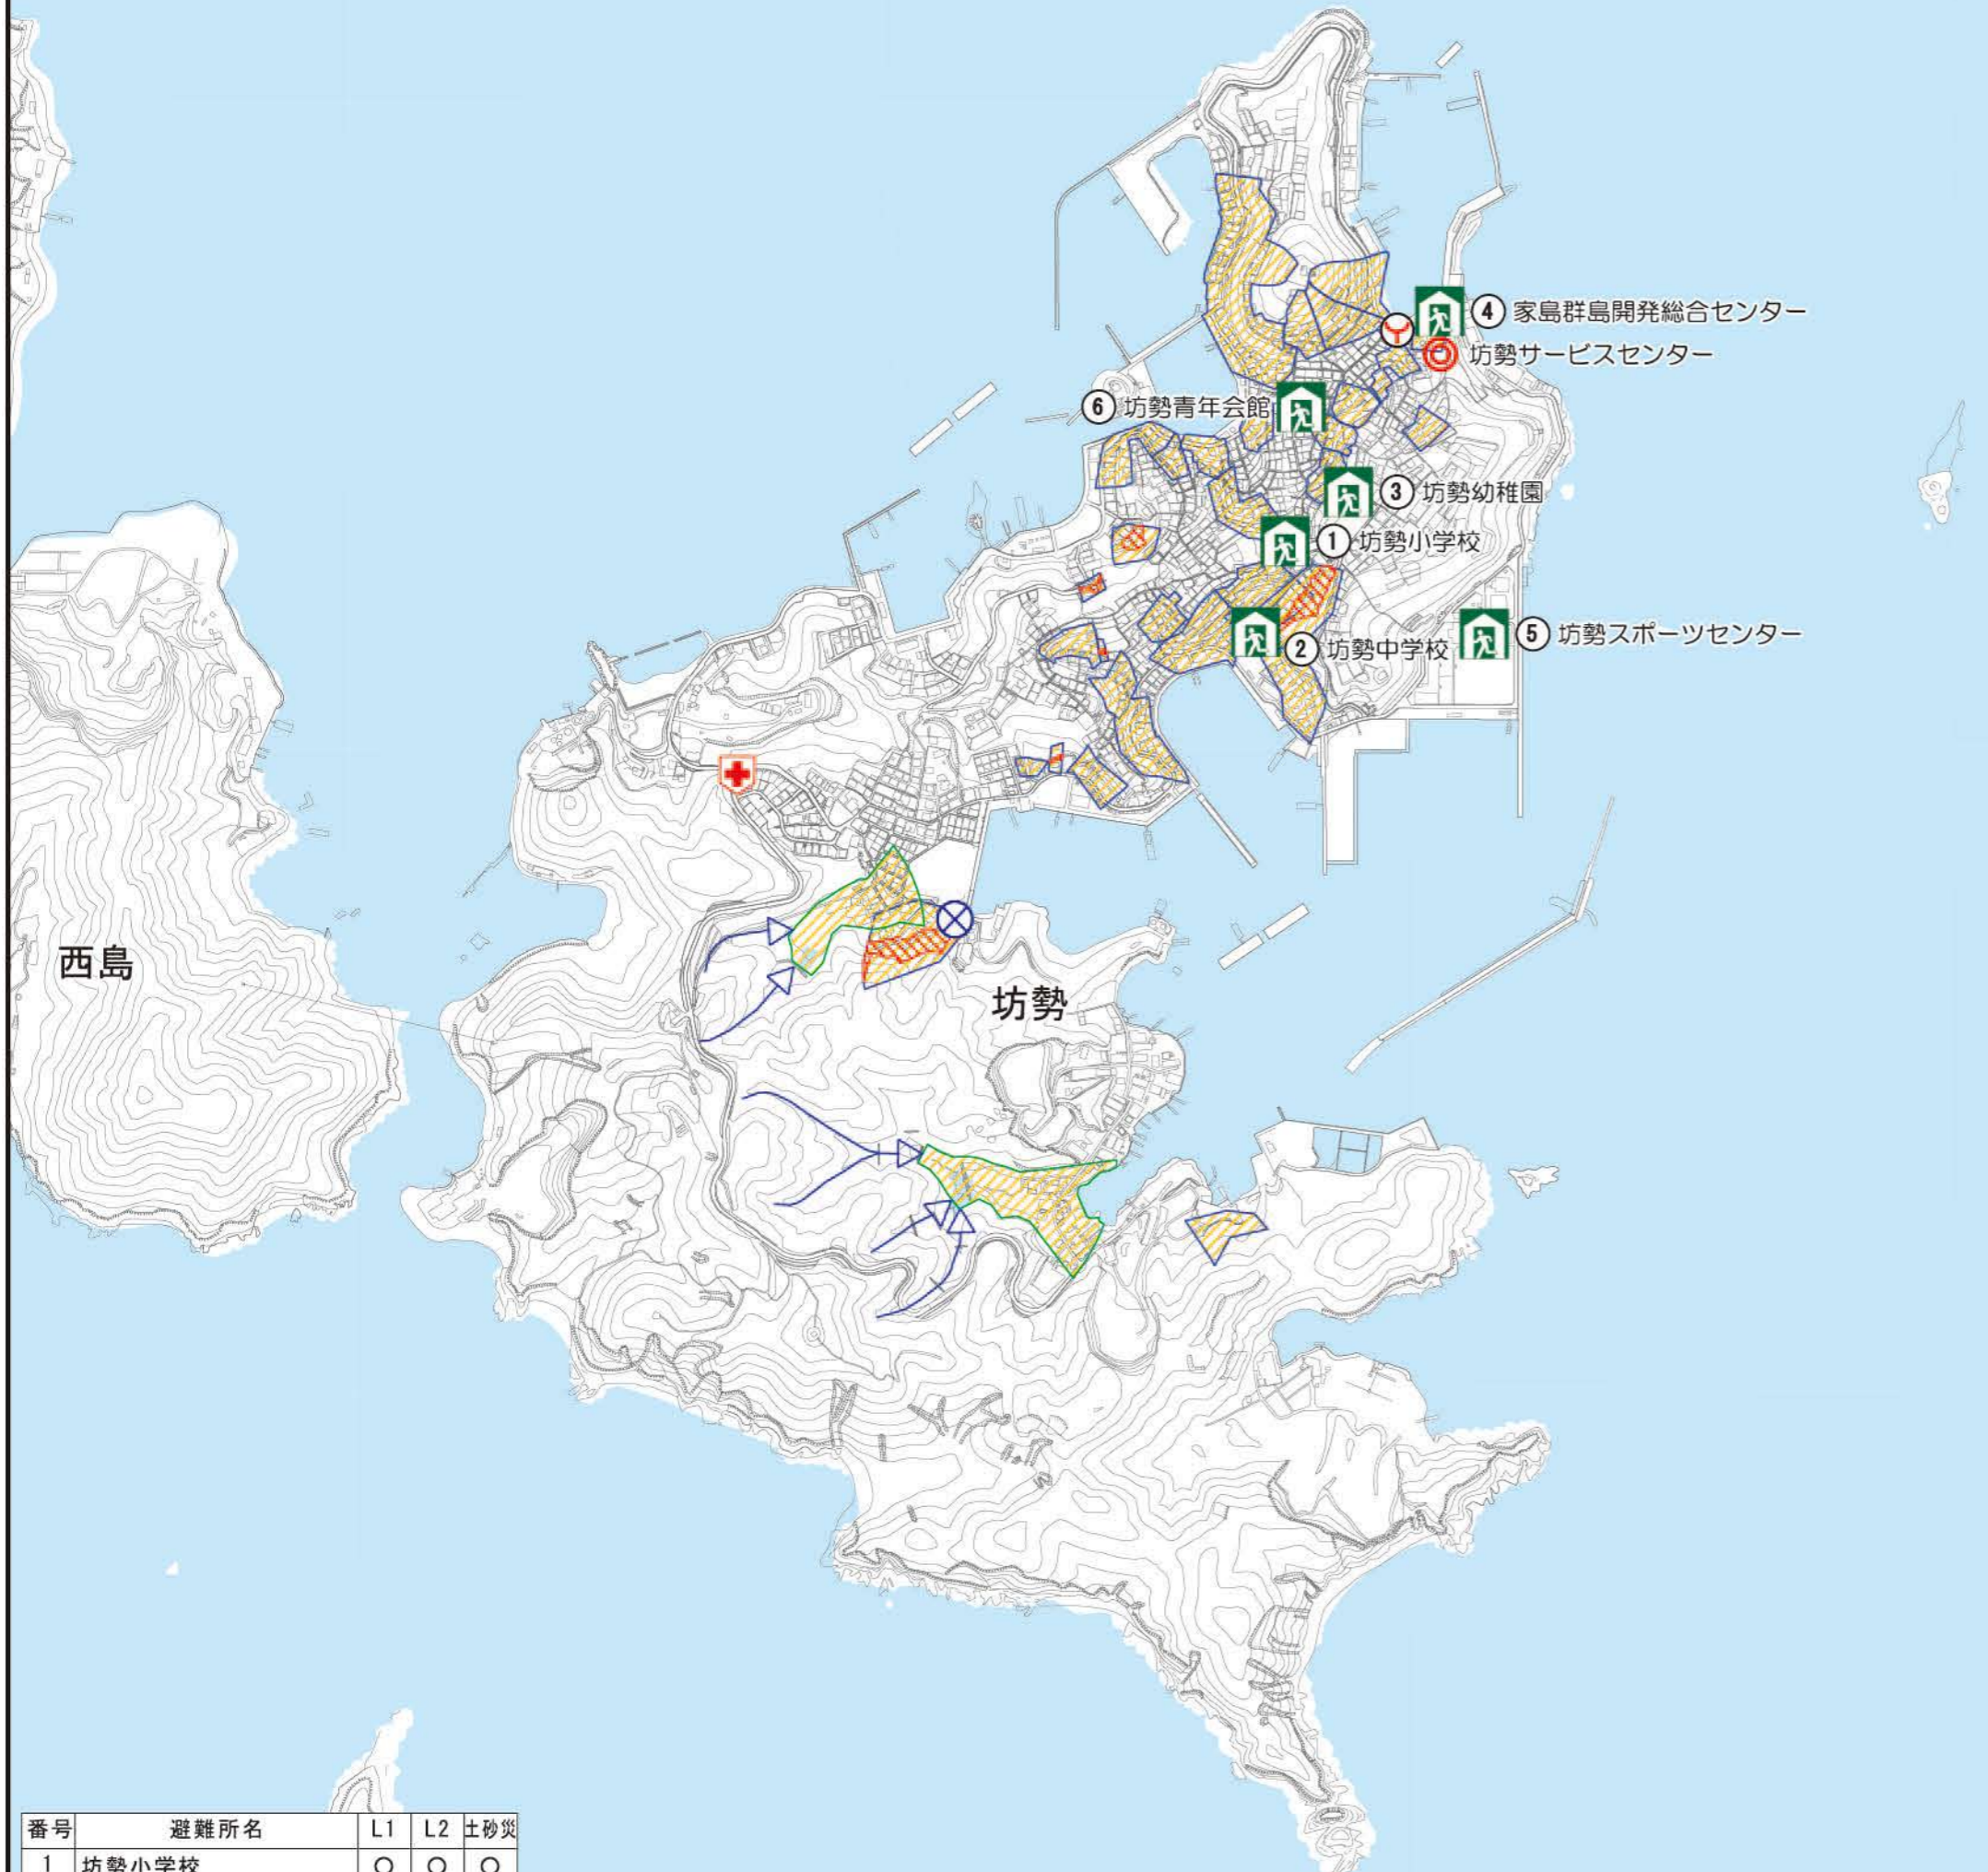 ④ 家島群島開発総合センター
坊勢サービスセンター
⑥ 坊勢青年会館
③ 坊勢幼稚園
① 坊勢小学校
⑤ 坊勢スポーツセンター
② 坊勢中学校
西島
坊勢
番号 避難所名 L1 L2 土砂災
1 坊勢小学校 ○ ○ ○